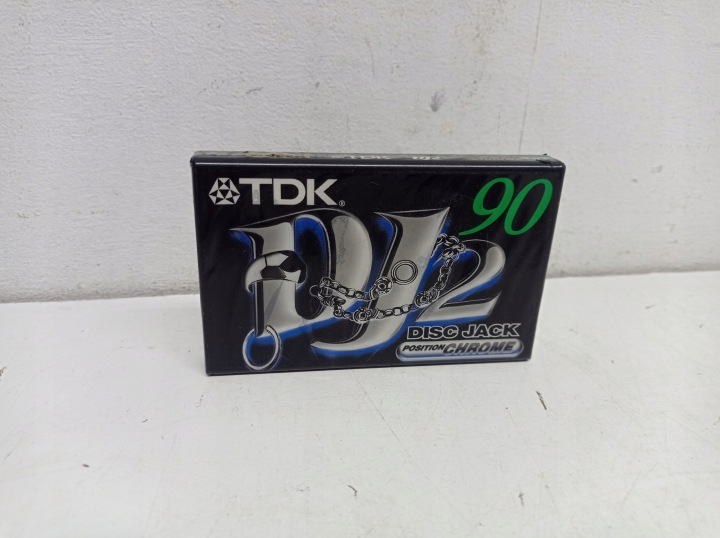 TDK
90
DJ2
DISC JACK
POSITION CHROME